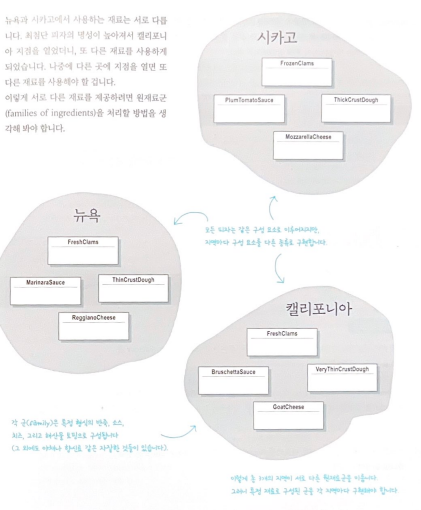 뉴욕과 시카고에서 사용하는 재료는 서로 다릅
니다. 최첨단 피자의 명성이 높아져서 캘리포니
아 지점을 열었더니, 또 다른 재료를 사용하게
되었습니다. 나중에 다른 곳에 지점을 열면 또
다른 재료를 사용해야 할 겁니다.
이렇게 서로 다른 재료를 제공하려면 원재료군
(families of ingredients)을 처리할 방법을 생
각해 봐야 합니다.
시카고
FrozenClams
PlumTomatoSauce
ThickCrustDough
MozzarellaCheese
모든 피자는 같은 구성 요소로 이루어지지만,
지역마다 구성 요소를 다른 종류로 구현합니다
뉴욕
FreshClams
MarinaraSauce
ThinCrustDough
ReggianoCheese
캘리포니아
FreshClams
BruschettaSauce
VeryThinCrustDough
GoatCheese
각 군(family)은 특정 형식의 반죽, 소스,
치즈, 그리고 해산물 토핑으로 구성됩니다
(그 외에도 야채나 향신료 같은 자잘한 것들이 있습니다).
이렇게 총 3개의 지역이 서로 다른 원재료군을 이룹니다.
그래서 특정 재료로 구성된 군을 각 지역마다 구현해야 합니다